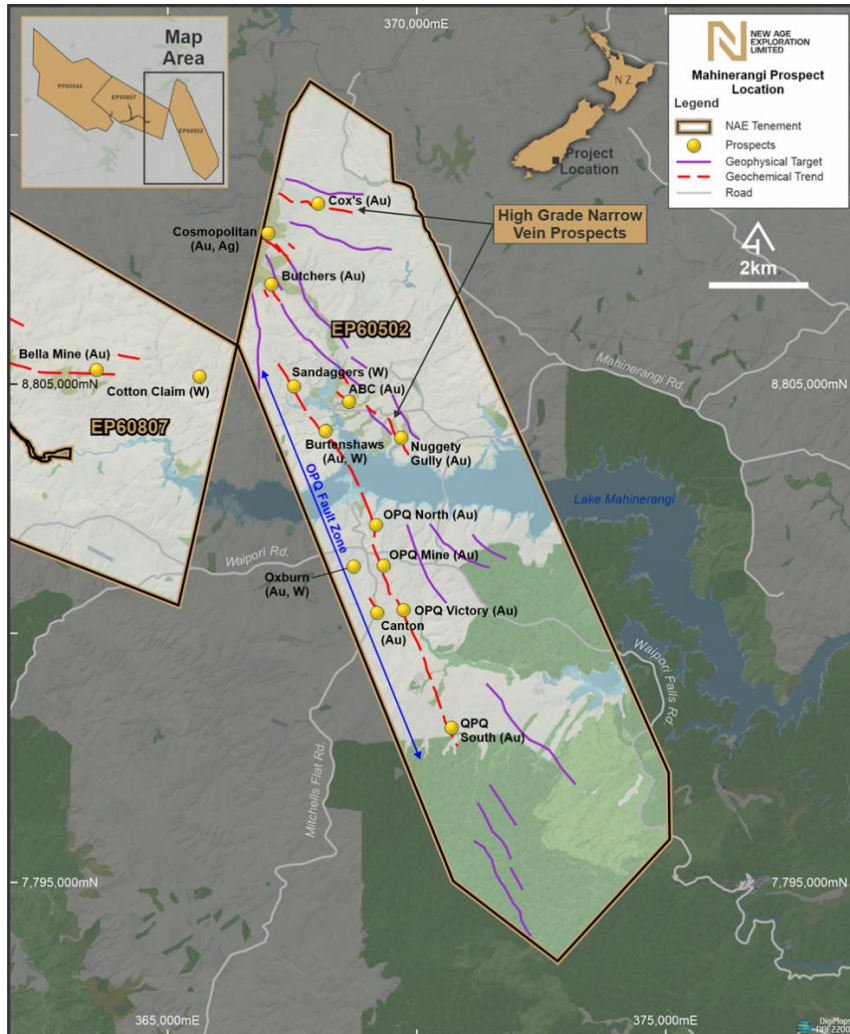 370,000mE
Map
Area
PP60544
EP60807
EP60502
N Z
Project
Location
NEW AGE
EXPLORATION
LIMITED
Mahinerangi Prospect
Location
Legend
NAE Tenement
Prospects
Geophysical Target
Geochemical Trend
Road
2km
Cox's (Au)
High Grade Narrow
Vein Prospects
Cosmopolitan
(Au, Ag)
Butchers (Au)
EP60502
Mahinerangi Rd.
Bella Mine (Au)
8,805,000mN
Cotton Claim (W)
EP60807
Sandaggers (W)
ABC (Au)
8,805,000mN
Burtenshaws
(Au, W)
Nuggety
Gully (Au)
OPQ Fault Zone
Lake Mahinerangi
OPQ North (Au)
Waipori Rd.
OPQ Mine (Au)
Oxburn
(Au, W)
OPQ Victory (Au)
Canton
(Au)
Waipori Falls
Rd.
QPQ
South (Au)
Mitchells Flat Rd.
7,795,000mN
7,795,000mN
365,000mE
375,000mE
DigiMaps